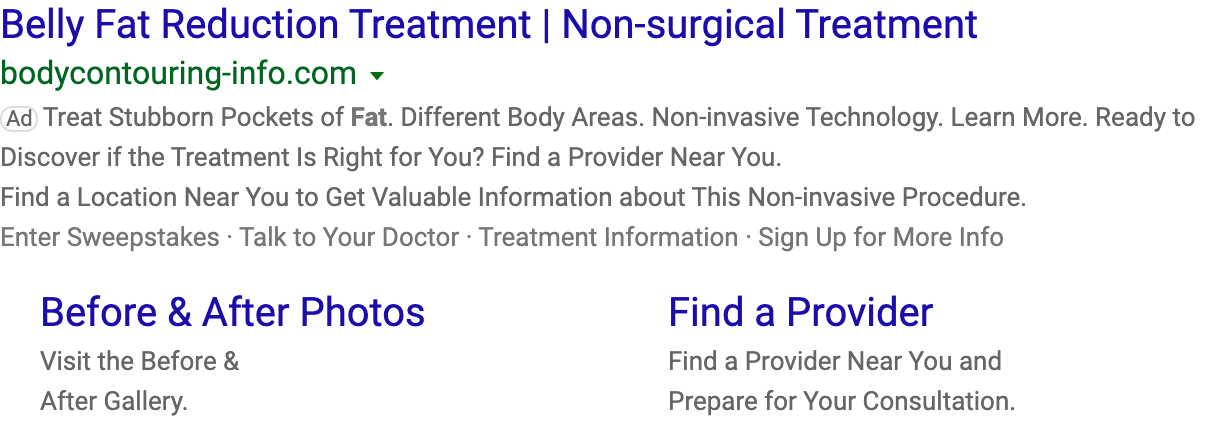 Belly Fat Reduction Treatment | Non-surgical Treatment
bodycontouring-info.com
Ad Treat Stubborn Pockets of Fat. Different Body Areas. Non-invasive Technology. Learn More. Ready to
Discover if the Treatment Is Right for You? Find a Provider Near You.
Find a Location Near You to Get Valuable Information about This Non-invasive Procedure.
Enter Sweepstakes · Talk to Your Doctor · Treatment Information · Sign Up for More Info
Before & After Photos
Visit the Before &
After Gallery.
Find a Provider
Find a Provider Near You and
Prepare for Your Consultation.